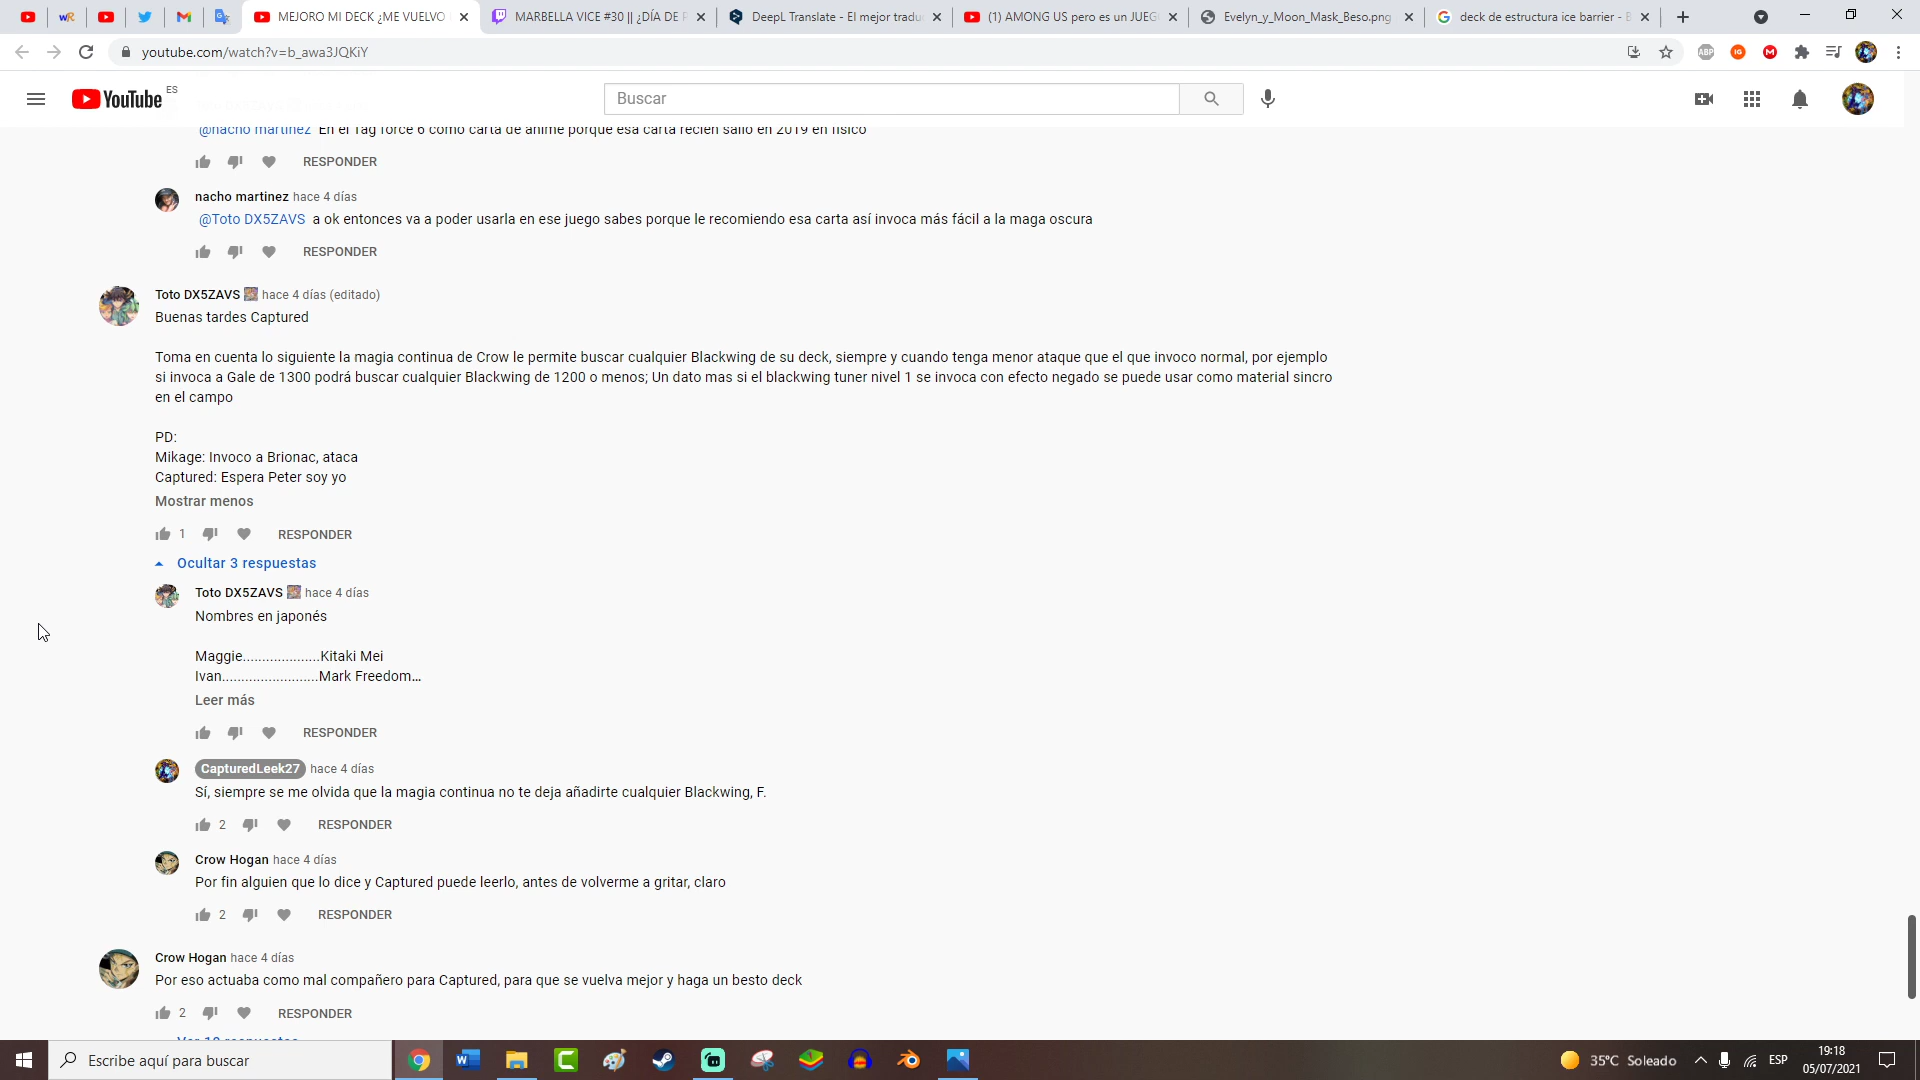 MEJORO MI DECK ¿ME VUELVO
MARBELLA VICE #30 || ¿DÍA DE
DeepL Translate - El mejor tradu
(1) AMONG US pero es un JUEG
Evelyn_y_Moon_Mask_Beso.png
deck de estructura ice barrier -
youtube.com/watch?v=b_awa3JQKiY
YouTube ES
Buscar
@nacho martinez En el Tag force 6 como carta de anime porque esa carta recien salio en 2019 en fisico
RESPONDER
nacho martinez hace 4 días
@Toto DX5ZAVS a ok entonces va a poder usarla en ese juego sabes porque le recomiendo esa carta así invoca más fácil a la maga oscura
RESPONDER
Toto DX5ZAVS hace 4 días (editado)
Buenas tardes Captured
Toma en cuenta lo siguiente la magia continua de Crow le permite buscar cualquier Blackwing de su deck, siempre y cuando tenga menor ataque que el que invoco normal, por ejemplo
si invoca a Gale de 1300 podrá buscar cualquier Blackwing de 1200 o menos; Un dato mas si el blackwing tuner nivel 1 se invoca con efecto negado se puede usar como material sincro
en el campo
PD:
Mikage: Invoco a Brionac, ataca
Captured: Espera Peter soy yo
Mostrar menos
1 RESPONDER
Ocultar 3 respuestas
Toto DX5ZAVS hace 4 días
Nombres en japonés
Maggie....................Kitaki Mei
Ivan.........................Mark Freedom...
Leer más
RESPONDER
CapturedLeek27 hace 4 días
Sí, siempre se me olvida que la magia continua no te deja añadirte cualquier Blackwing, F.
2 RESPONDER
Crow Hogan hace 4 días
Por fin alguien que lo dice y Captured puede leerlo, antes de volverme a gritar, claro
2 RESPONDER
Crow Hogan hace 4 días
Por eso actuaba como mal compañero para Captured, para que se vuelva mejor y haga un besto deck
2 RESPONDER
Escribe aquí para buscar
35°C Soleado
ESP
19:18
05/07/2021